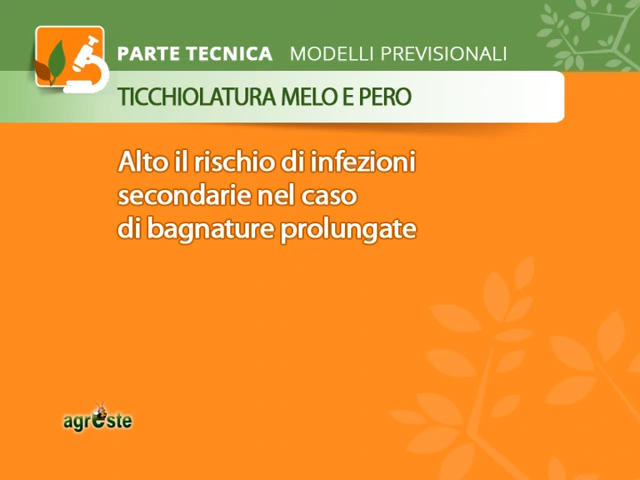 PARTE TECNICA MODELLI PREVISIONALI
TICCHIOLATURA MELO E PERO
Alto il rischio di infezioni
secondarie nel caso
di bagnature prolungate
agreste